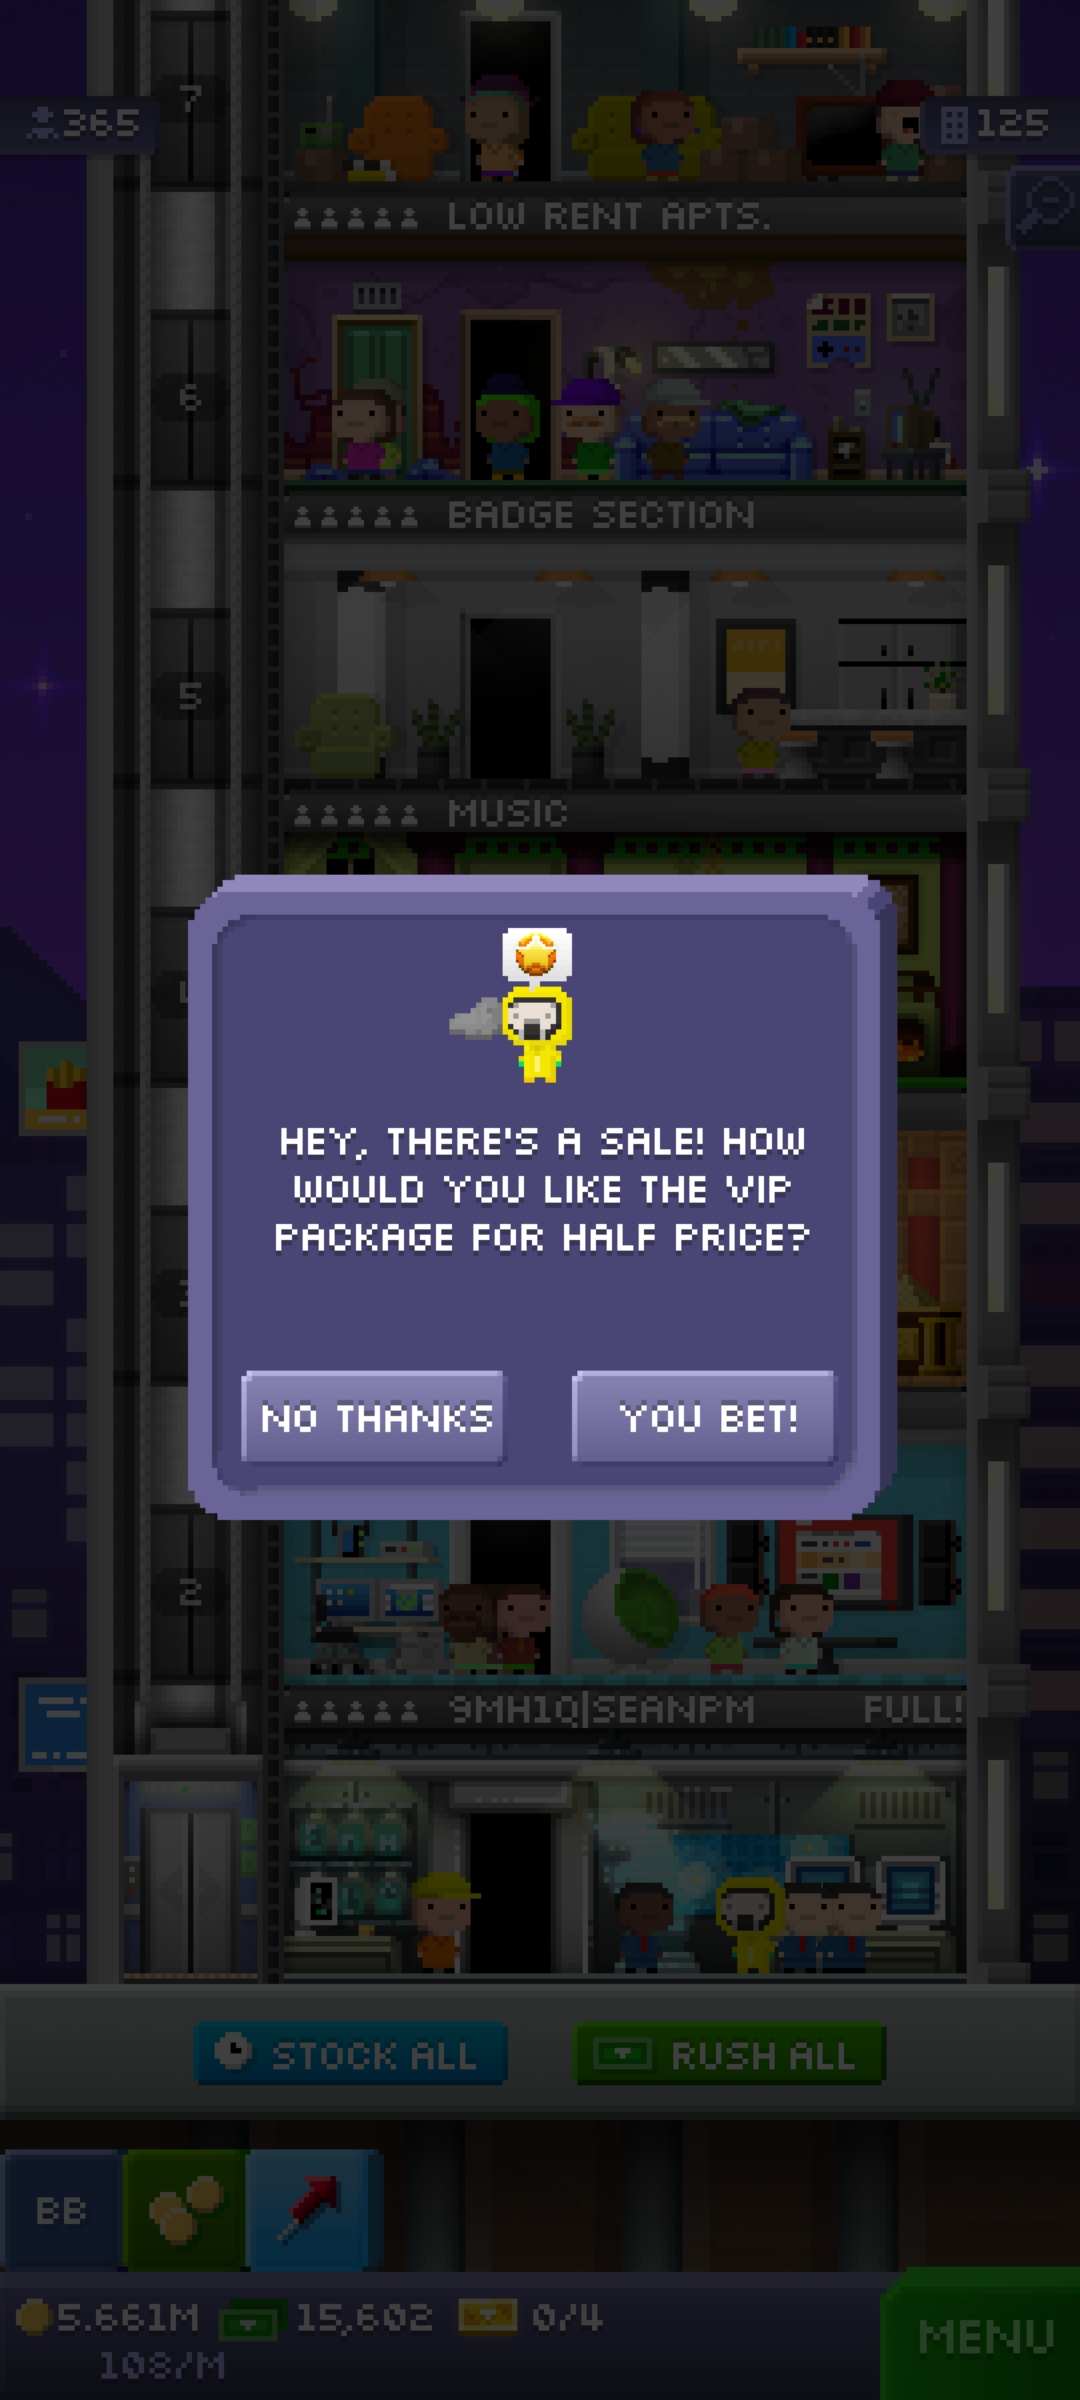 7
365
125
LOW RENT APTS.
6
BADGE SECTION
5
MUSIC
HEY, THERE'S A SALE! HOW
WOULD YOU LIKE THE VIP
PACKAGE FOR HALF PRICE?
NO THANKS
YOU BET!
2
9MH1Q|SEANPM
FULL!
STOCK ALL
RUSH ALL
BB
5.661M
15,602
0/4
108/M
MENU